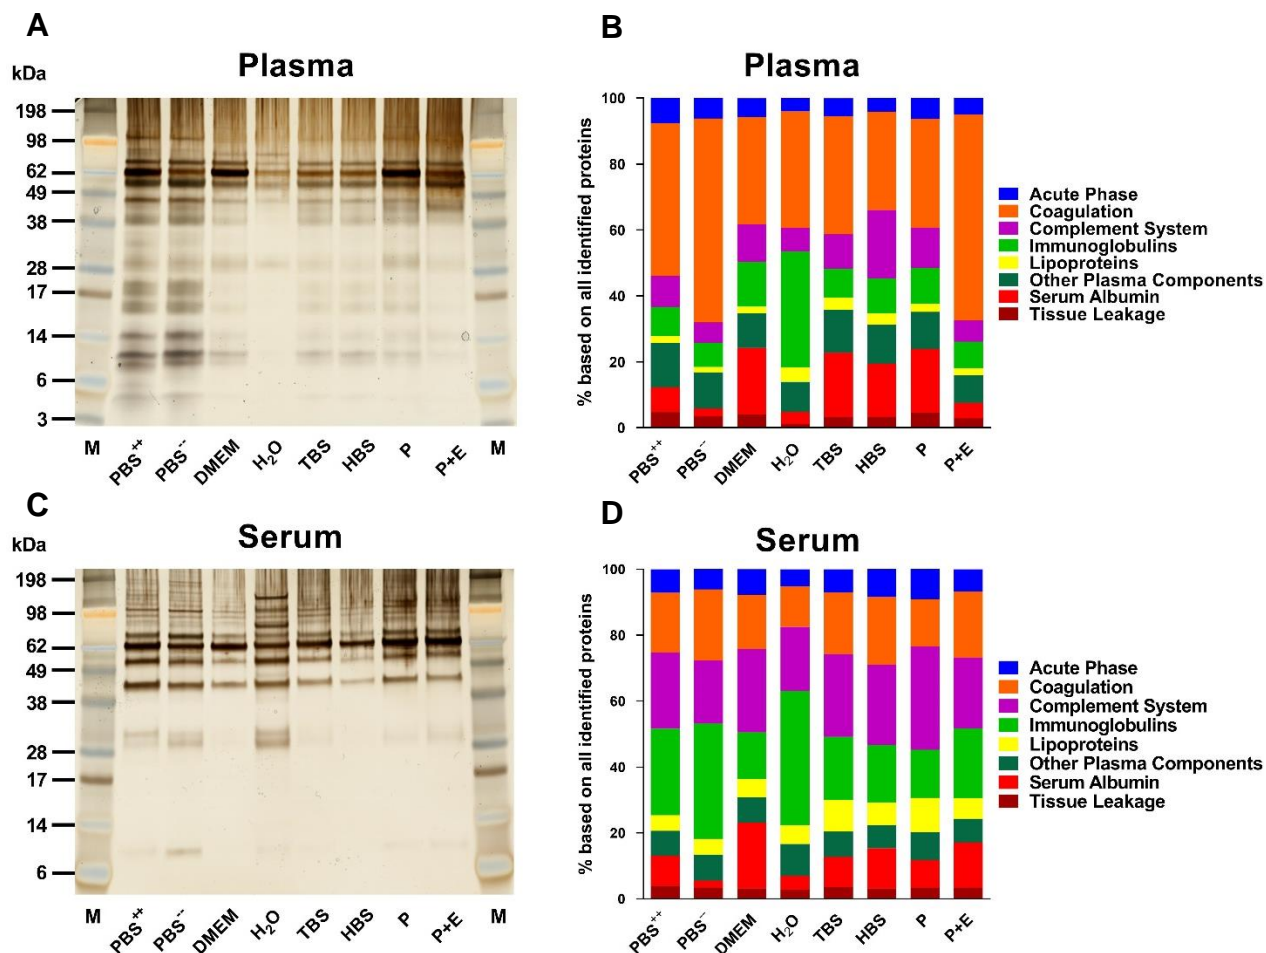 A
Plasma
kDa
198
98
62
49
38
28
17
14
6
3
M PBS++ PBS-- DMEM H2O TBS HBS P P+E M
B
Plasma
% based on all identified proteins
100
80
60
40
20
0
PBS++ PBS-- DMEM H2O TBS HBS P P+E
Acute Phase
Coagulation
Complement System
Immunoglobulins
Lipoproteins
Other Plasma Components
Serum Albumin
Tissue Leakage
C
Serum
kDa
198
98
62
49
38
28
17
14
6
M PBS++ PBS-- DMEM H2O TBS HBS P P+E M
D
Serum
% based on all identified proteins
100
80
60
40
20
0
PBS++ PBS-- DMEM H2O TBS HBS P P+E
Acute Phase
Coagulation
Complement System
Immunoglobulins
Lipoproteins
Other Plasma Components
Serum Albumin
Tissue Leakage